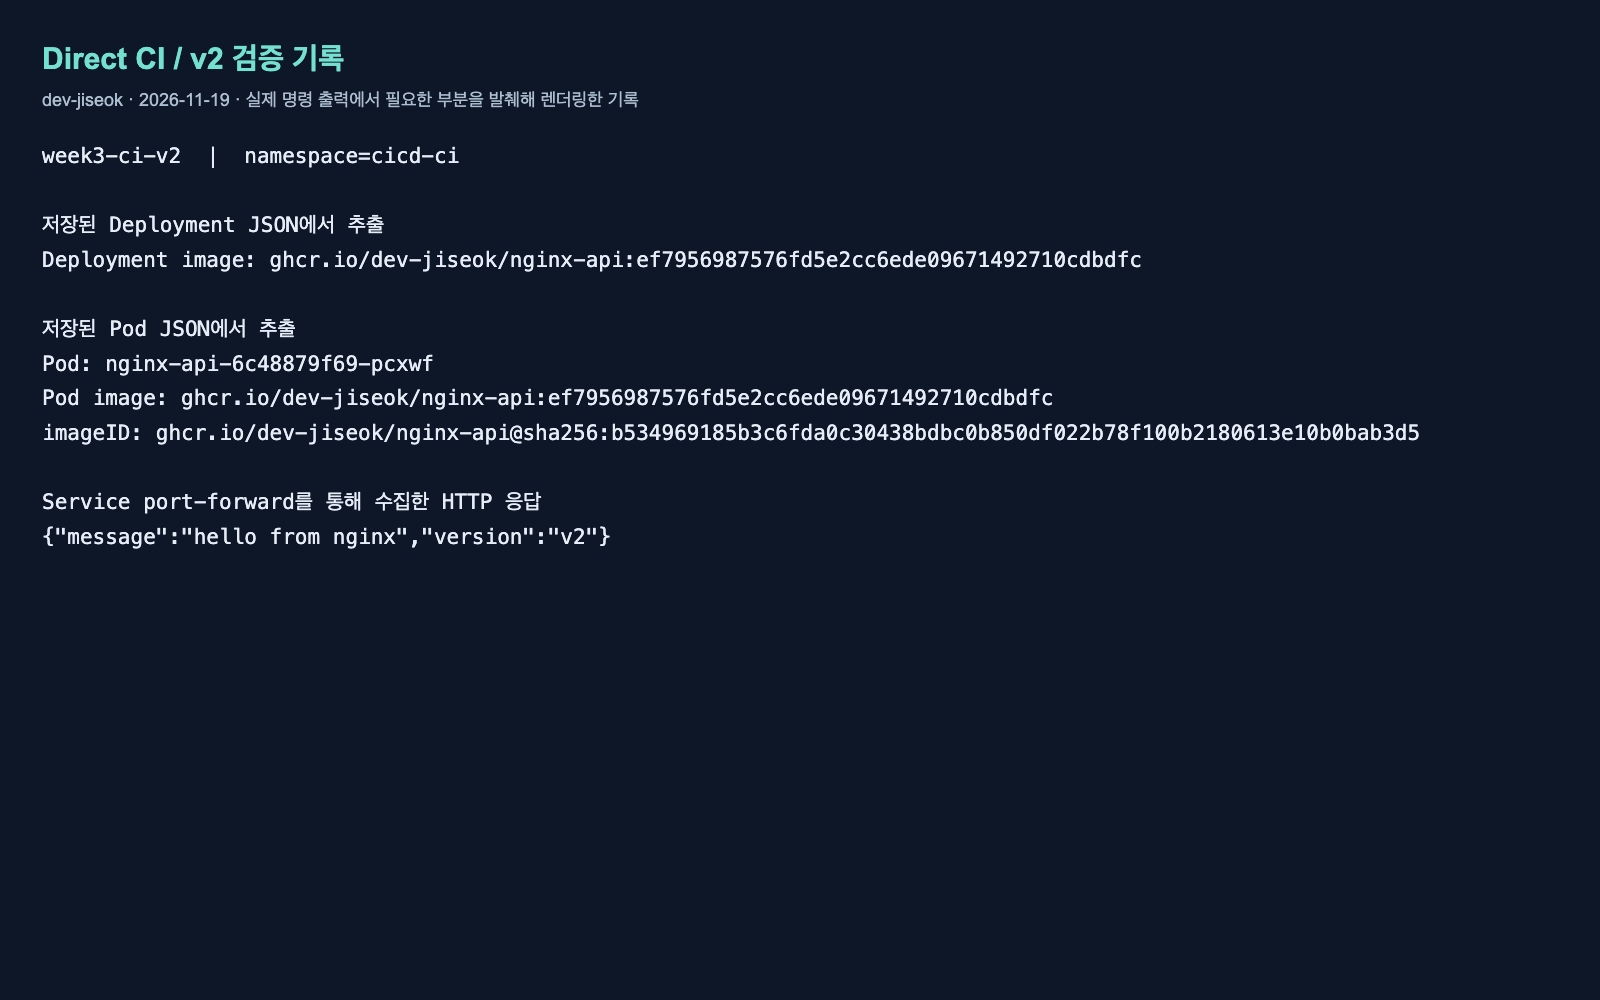 Direct CI / v2 검증 기록
dev-jiseok · 2026-11-19 · 실제 명령 출력에서 필요한 부분을 발췌해 렌더링한 기록
week3-ci-v2  |  namespace=cicd-ci
저장된 Deployment JSON에서 추출
Deployment image: ghcr.io/dev-jiseok/nginx-api:ef7956987576fd5e2cc6ede09671492710cdbdfc
저장된 Pod JSON에서 추출
Pod: nginx-api-6c48879f69-pcxwf
Pod image: ghcr.io/dev-jiseok/nginx-api:ef7956987576fd5e2cc6ede09671492710cdbdfc
imageID: ghcr.io/dev-jiseok/nginx-api@sha256:b534969185b3c6fda0c30438bdbc0b850df022b78f100b2180613e10b0bab3d5
Service port-forward를 통해 수집한 HTTP 응답
{"message":"hello from nginx","version":"v2"}